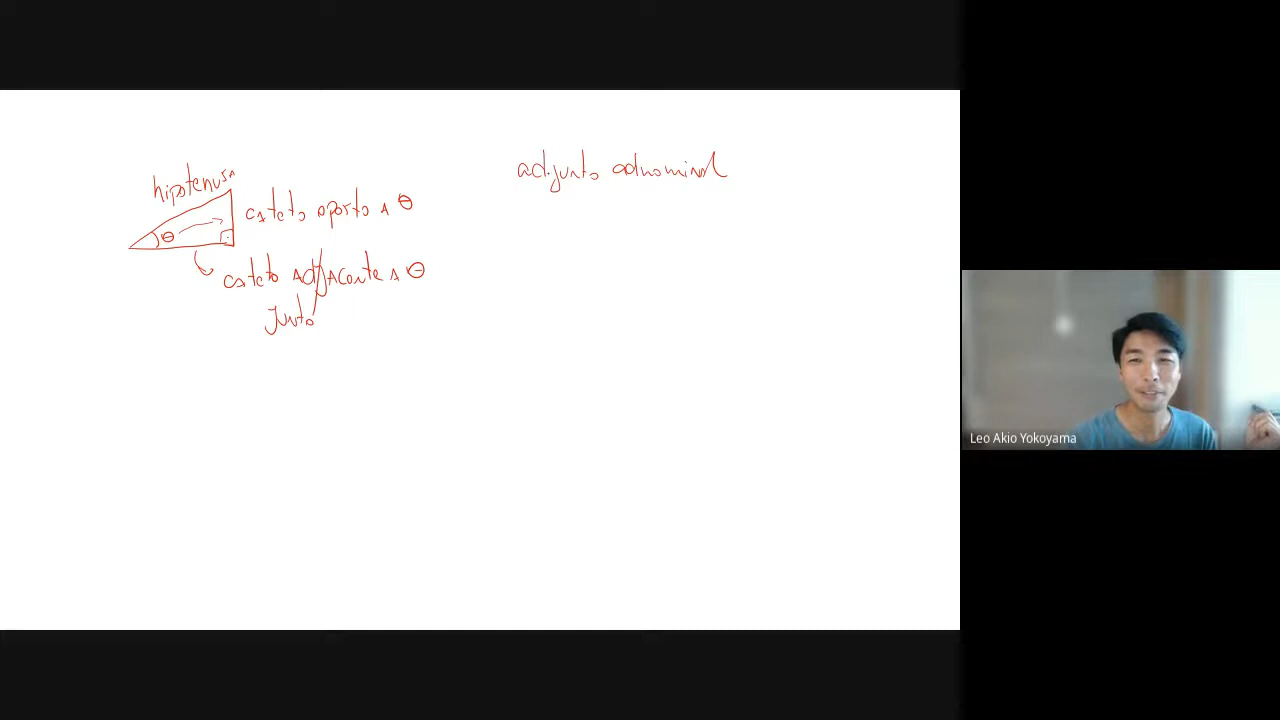 hipotenusa
θ
cateto oposto a θ
cateto adjacente a θ
junto
adjunto adnominal
Leo Akio Yokoyama